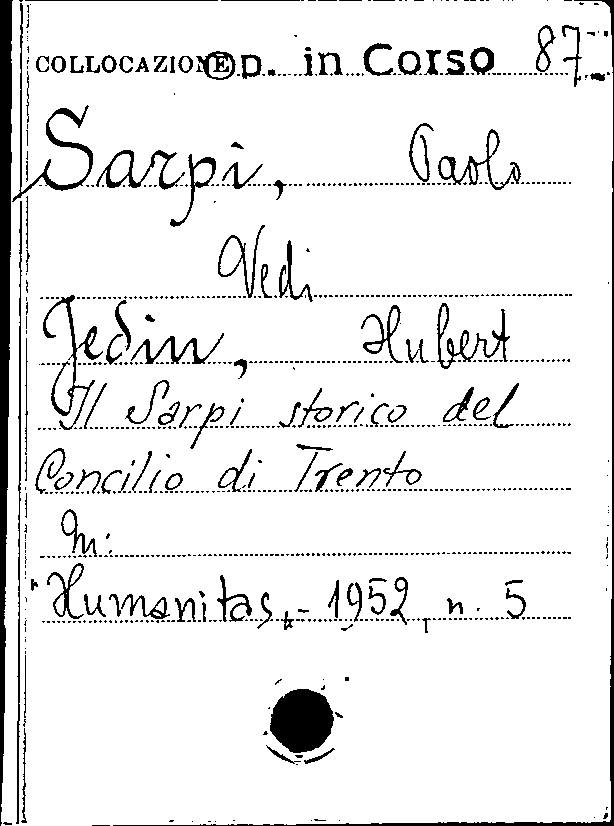 COLLOCAZIONE P. in Corso 87
Sarpi, Paolo
Vedi
Jedin, Hubert
Il Sarpi storico del
Concilio di Trento
In:
"Humanitas" - 1952, n. 5